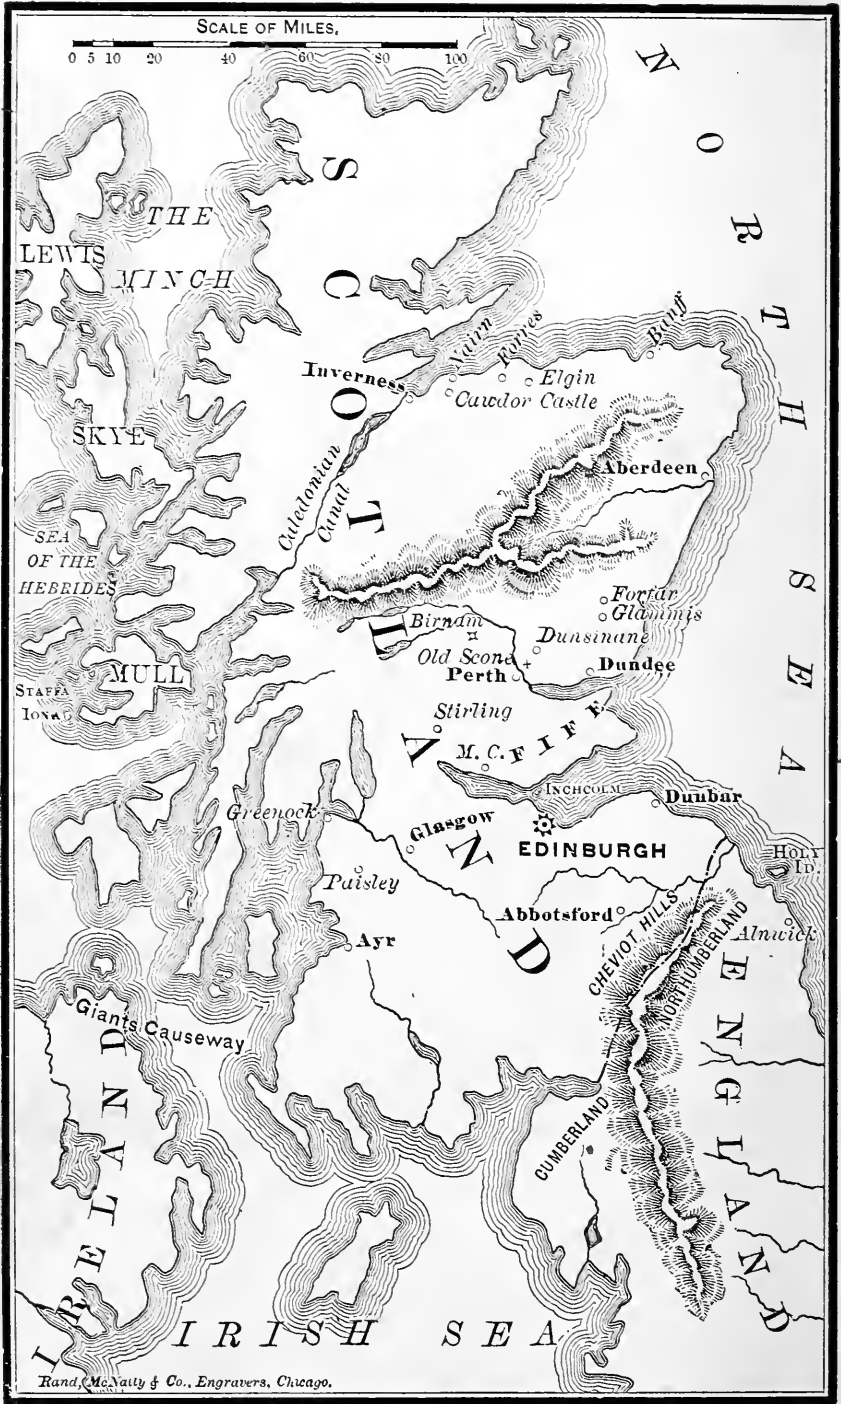 SCALE OF MILES.
0 5 10 20 40 60 80 100
NORTH SEA
SCOTLAND
THE
MINCH
LEWIS
Nairn
Forres
Banff
Inverness
Elgin
Cawdor Castle
SKYE
Caledonian
Canal
Aberdeen
SEA
OF THE
HEBRIDES
Forfar
Glammis
Birnam
Dunsinane
Old Scone
Perth
Dundee
MULL
STAFFA
IONA
Stirling
FIFE
M. C.
INCHCOLM
Dunbar
Greenock
Glasgow
EDINBURGH
HOLY
ID.
Paisley
Abbotsford
CHEVIOT HILLS
NORTHUMBERLAND
Alnwick
Ayr
ENGLAND
Giants Causeway
CUMBERLAND
IRELAND
IRISH SEA
Rand, McNally & Co., Engravers, Chicago.